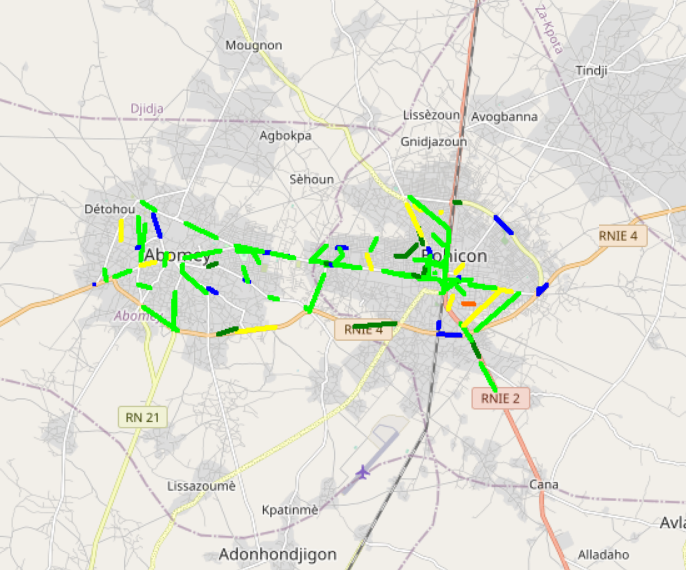 Mougnon
Za-Kpota
Tindji
Djidja
Lissèzoun
Avogbanna
Agbokpa
Gnidjazoun
Sèhoun
Détohou
RNIE 4
Abomey
Bohicon
Abomey
RNIE 4
RNIE 2
RN 21
Lissazoumè
Cana
Kpatinmè
Avla
Adonhondjigon
Alladaho